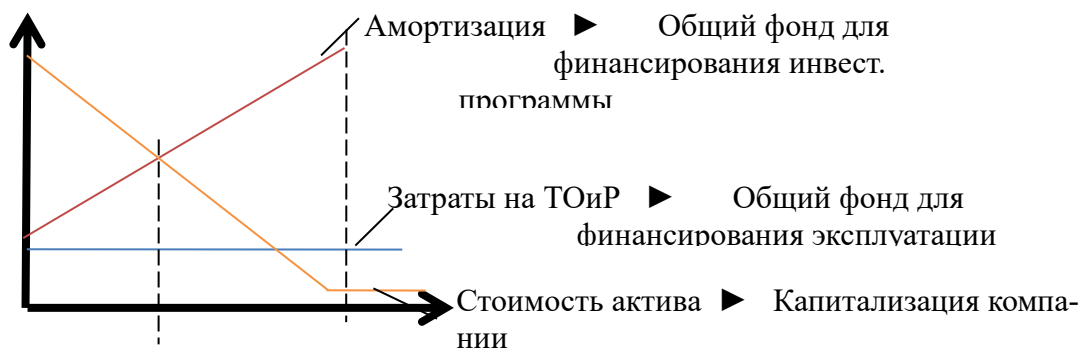 Амортизация ► Общий фонд для
финансирования инвест.
программы
Затраты на ТОиР ► Общий фонд для
финансирования эксплуатации
Стоимость актива ► Капитализация компа-
нии